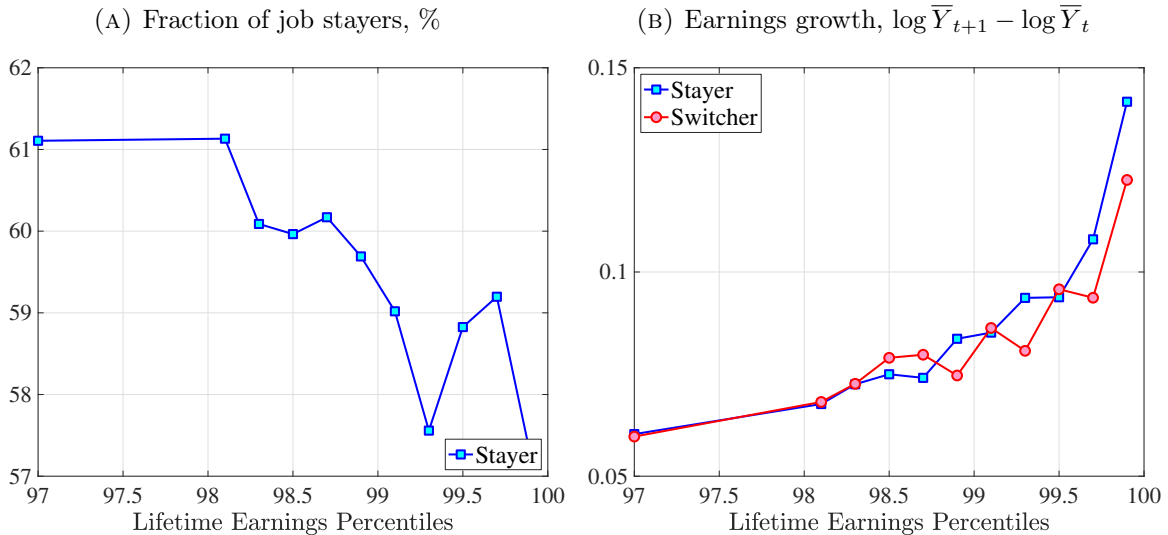 (A) Fraction of job stayers, %
62
61
60
59
58
57
97 97.5 98 98.5 99 99.5 100
Lifetime Earnings Percentiles
Stayer
(B) Earnings growth, log Y̅ₜ₊₁ − log Y̅ₜ
0.15
0.1
0.05
97 97.5 98 98.5 99 99.5 100
Lifetime Earnings Percentiles
Stayer
Switcher